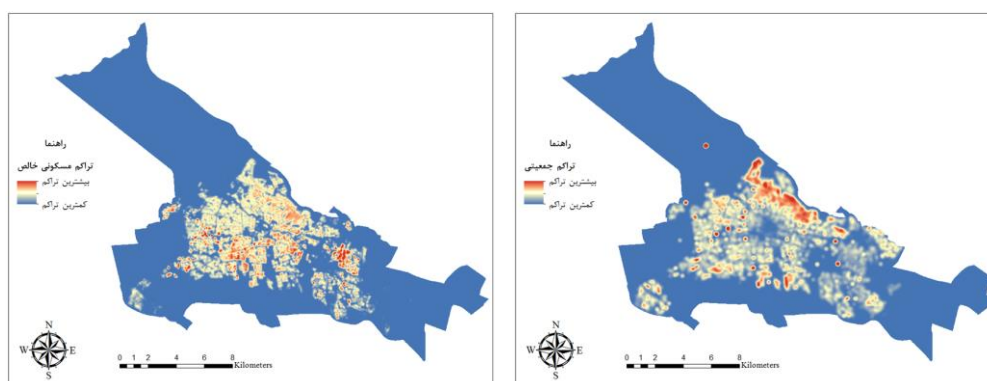 راهنما
تراکم مسکونی خالص
بیشترین تراکم
کمترین تراکم
N
W E
S
0 1 2 4 6 8
Kilometers
راهنما
تراکم جمعیتی
بیشترین تراکم
کمترین تراکم
N
W E
S
0 1 2 4 6 8
Kilometers